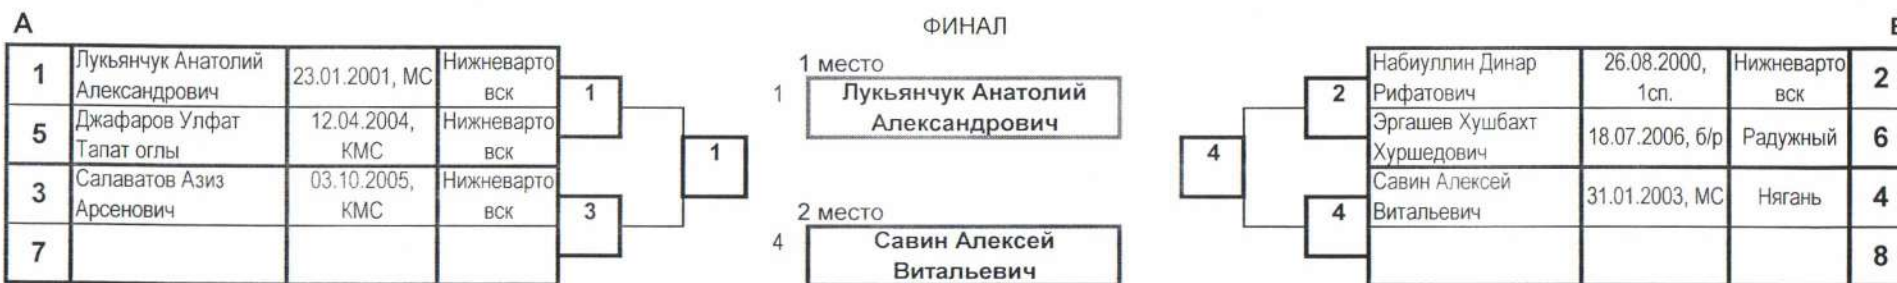 А
1
Лукьянчук Анатолий
Александрович
23.01.2001, МС
Нижневарто
вск
5
Джафаров Улфат
Тапат оглы
12.04.2004,
КМС
Нижневарто
вск
3
Салаватов Азиз
Арсенович
03.10.2005,
КМС
Нижневарто
вск
7
1
3
1
ФИНАЛ
1 место
1
Лукьянчук Анатолий
Александрович
2 место
4
Савин Алексей
Витальевич
4
2
4
Набиуллин Динар
Рифатович
26.08.2000,
1сп.
Нижневарто
вск
2
Эргашев Хушбахт
Хуршедович
18.07.2006, б/р
Радужный
6
Савин Алексей
Витальевич
31.01.2003, МС
Нягань
4
8